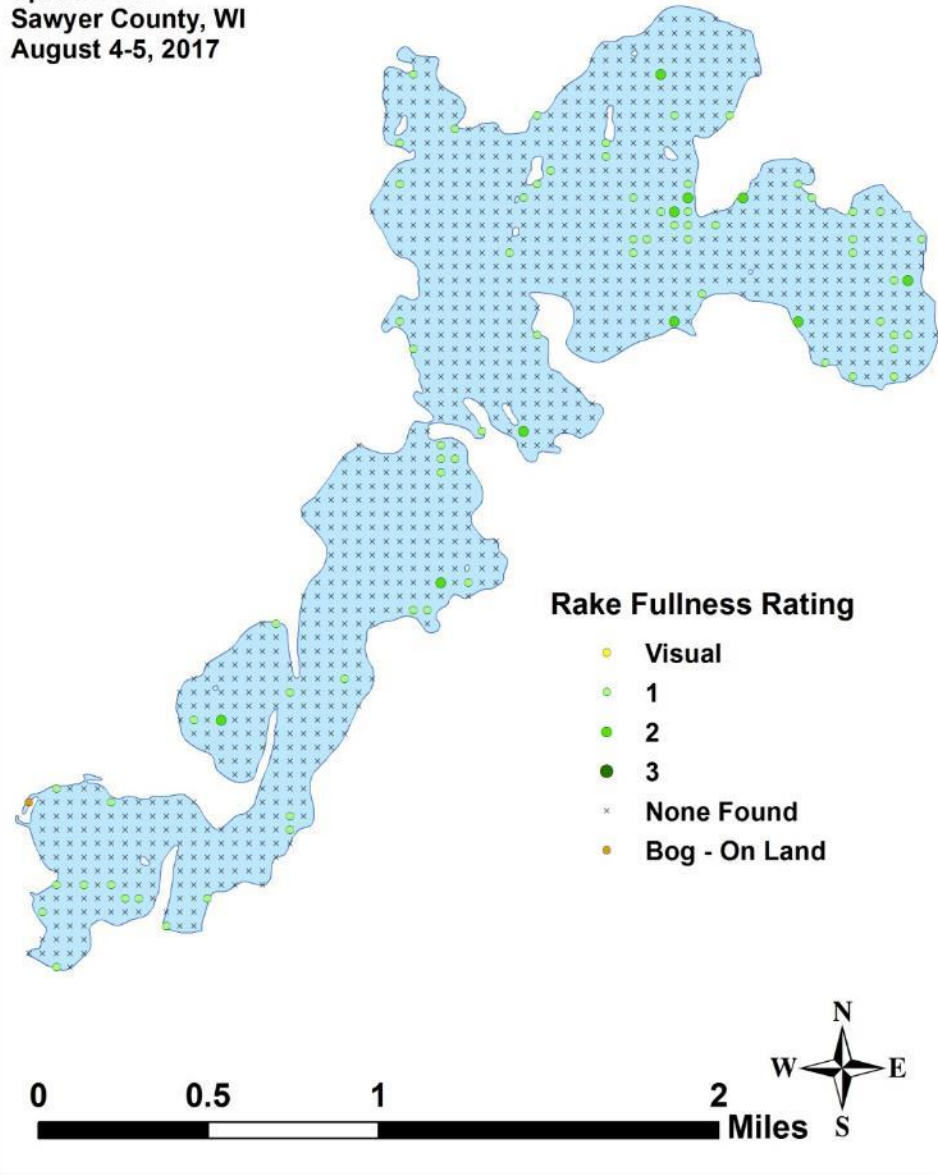 Sawyer County, WI
August 4-5, 2017
Rake Fullness Rating
Visual
1
2
3
None Found
Bog - On Land
N
W E
S
0 0.5 1 2
Miles